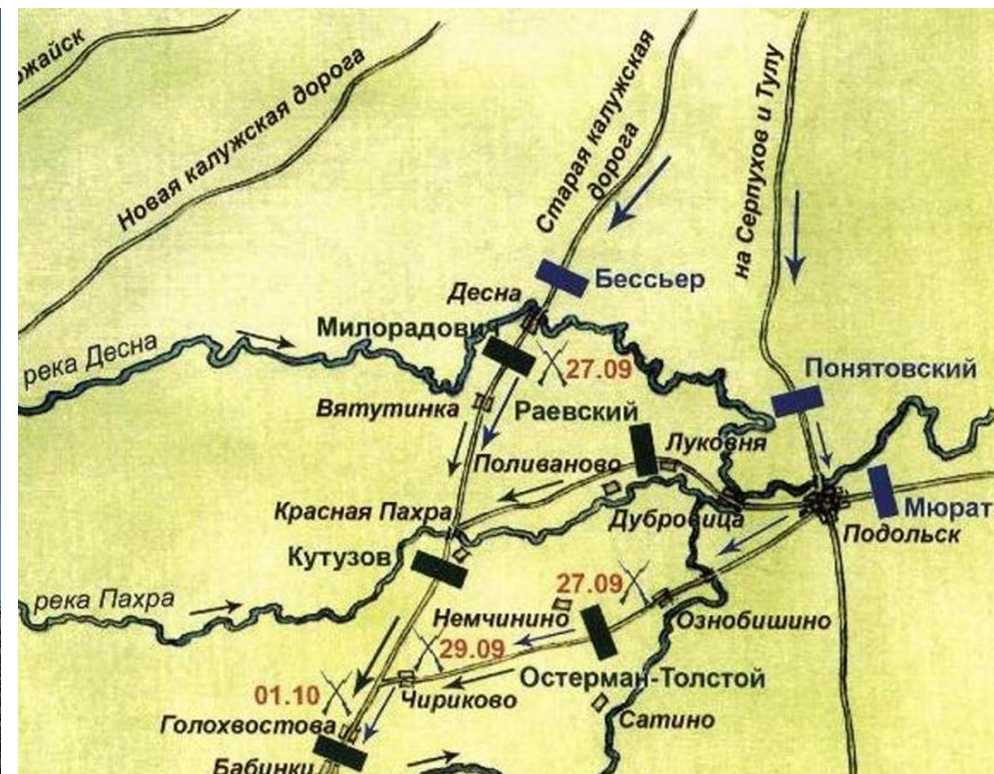 Новая калужская дорога
Старая калужская
дорога
на Серпухов и Тулу
Бессьер
Десна
Милорадович
река Десна
27.09
Понятовский
Вятутинка
Раевский
Луковня
Поливаново
Мюрат
Красная Пахра
Дубровица
Подольск
Кутузов
27.09
река Пахра
Немчинино
Ознобишино
29.09
Остерман-Толстой
01.10
Чириково
Голохвостова
Сатино
Бабинки